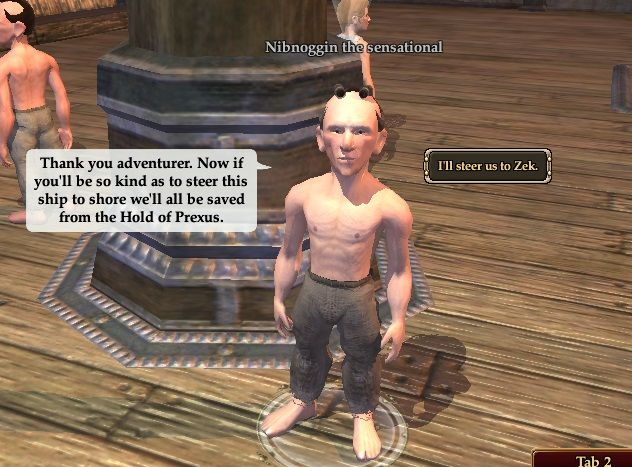 Nibnoggin the sensational
Thank you adventurer. Now if
you'll be so kind as to steer this
ship to shore we'll all be saved
from the Hold of Prexus.
I'll steer us to Zek.
Tab 2